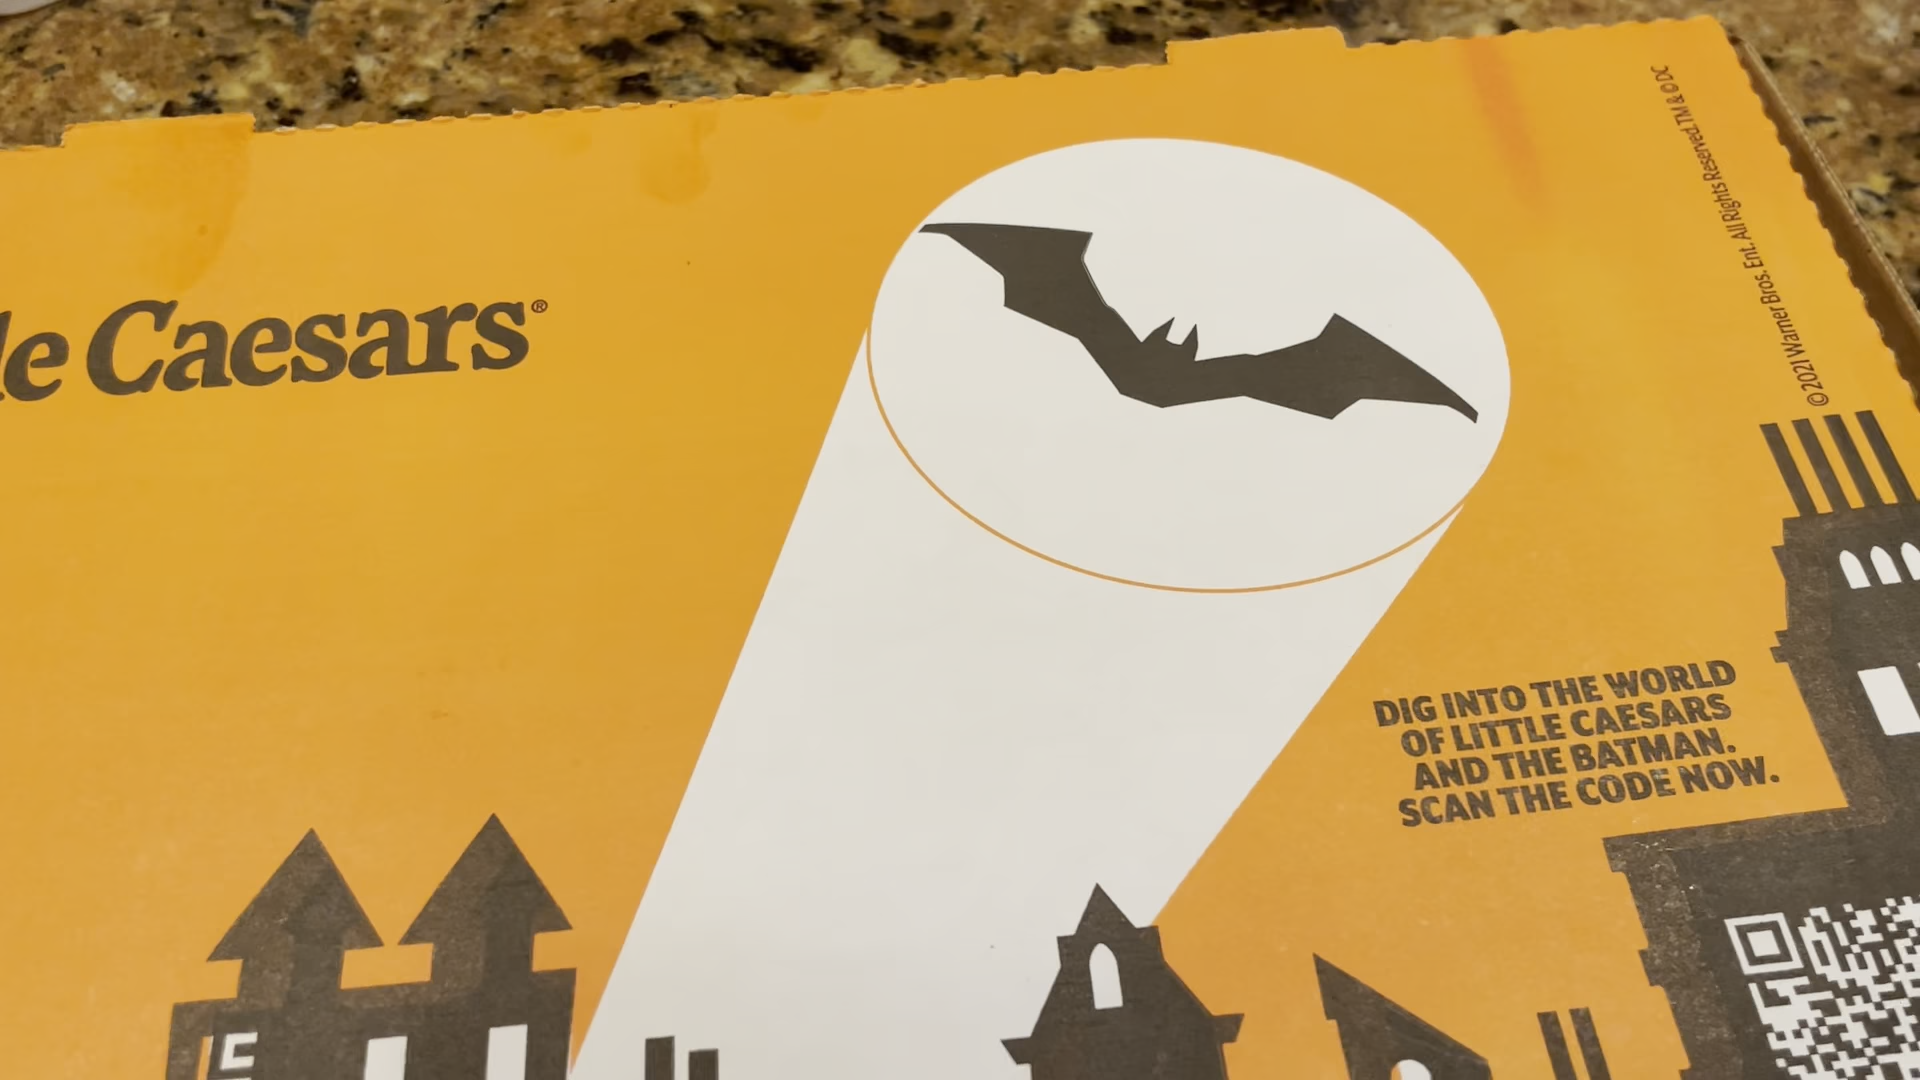 le Caesars®
©2021 Warner Bros. Ent. All Rights Reserved. TM & © DC
DIG INTO THE WORLD
OF LITTLE CAESARS
AND THE BATMAN.
SCAN THE CODE NOW.